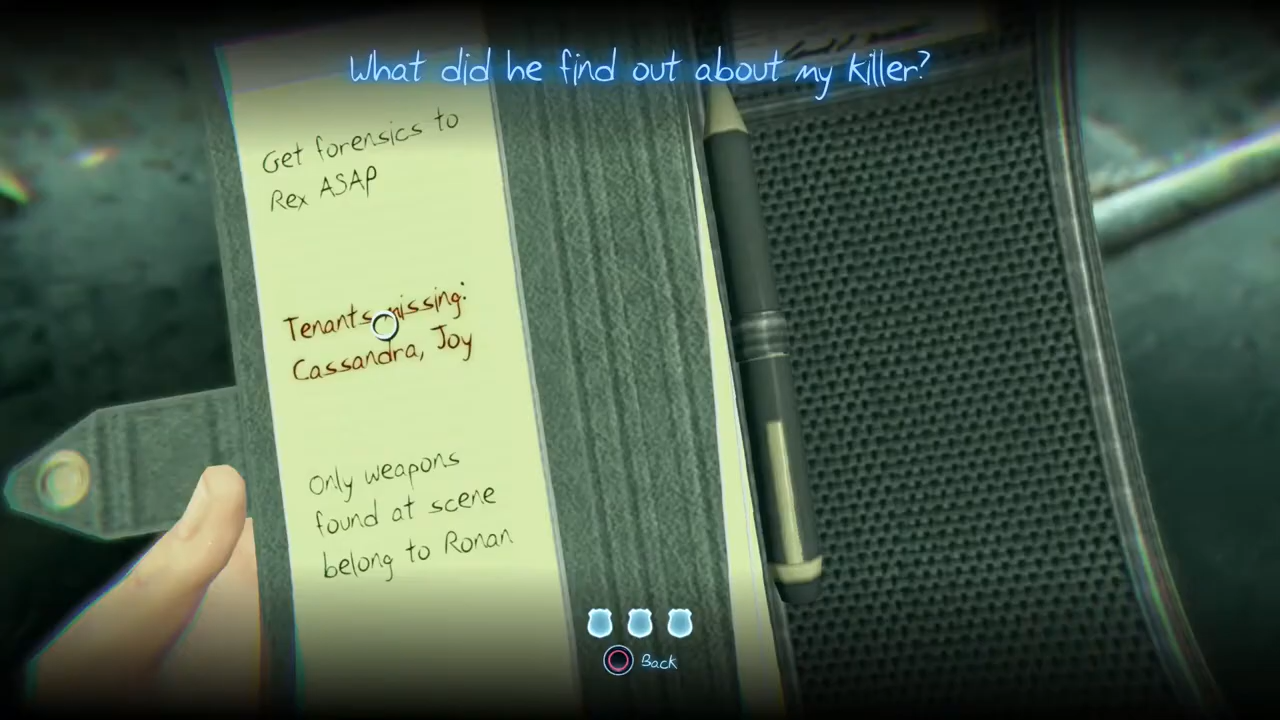 What did he find out about my killer?
Get forensics to
Rex ASAP
Tenants missing:
Cassandra, Joy
Only weapons
found at scene
belong to Ronan
Back